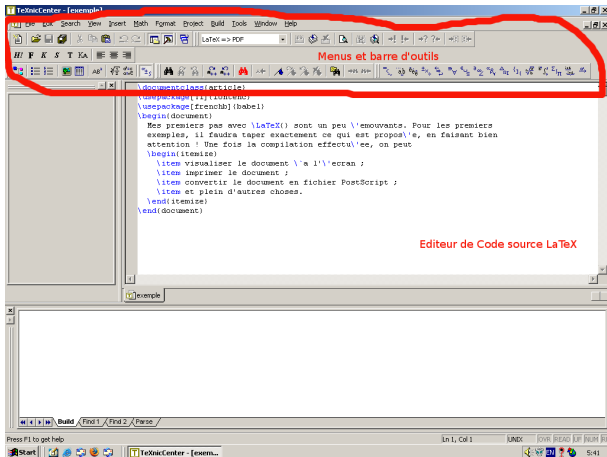 TeXnicCenter - [exemple]
File Edit Search View Insert Math Format Project Build Tools Window Help
LaTeX => PDF
Menus et barre d'outils
\documentclass{article}
\usepackage[T1]{fontenc}
\usepackage[frenchb]{babel}
\begin{document}
Mes premiers pas avec \LaTeX{} sont un peu \'emouvants. Pour les premiers
exemples, il faudra taper exactement ce qui est propos\'e, en faisant bien
attention ! Une fois la compilation effectu\'ee, on peut
\begin{itemize}
\item visualiser le document \`a l'\'ecran ;
\item imprimer le document ;
\item convertir le document en fichier PostScript ;
\item et plein d'autres choses.
\end{itemize}
\end{document}
Editeur de Code source LaTeX
exemple
Build Find 1 Find 2 Parse
Press F1 to get help Ln 1, Col 1 UNIX OVR READ UF NUM
Start TeXnicCenter - [exem... EN 5:41